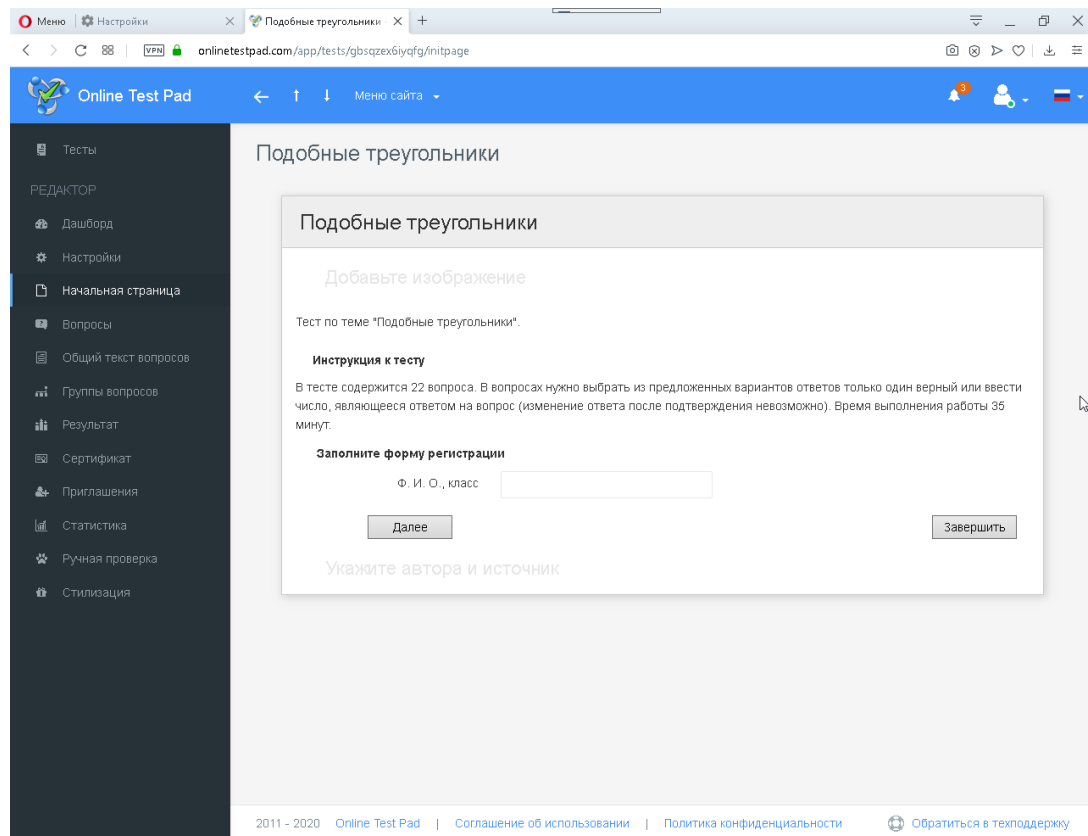 Меню
Настройки
Подобные треугольники -
VPN
onlinetestpad.com/app/tests/gbsqzex6iyqfg/initpage
Online Test Pad
Меню сайта
3
Тесты
РЕДАКТОР
Дашборд
Настройки
Начальная страница
Вопросы
Общий текст вопросов
Группы вопросов
Результат
Сертификат
Приглашения
Статистика
Ручная проверка
Стилизация
Подобные треугольники
Подобные треугольники
Добавьте изображение
Тест по теме "Подобные треугольники".
Инструкция к тесту
В тесте содержится 22 вопроса. В вопросах нужно выбрать из предложенных вариантов ответов только один верный или ввести
число, являющееся ответом на вопрос (изменение ответа после подтверждения невозможно). Время выполнения работы 35
минут.
Заполните форму регистрации
Ф. И. О., класс
Далее
Завершить
Укажите автора и источник
2011 - 2020 Online Test Pad | Соглашение об использовании | Политика конфиденциальности
Обратиться в техподдержку